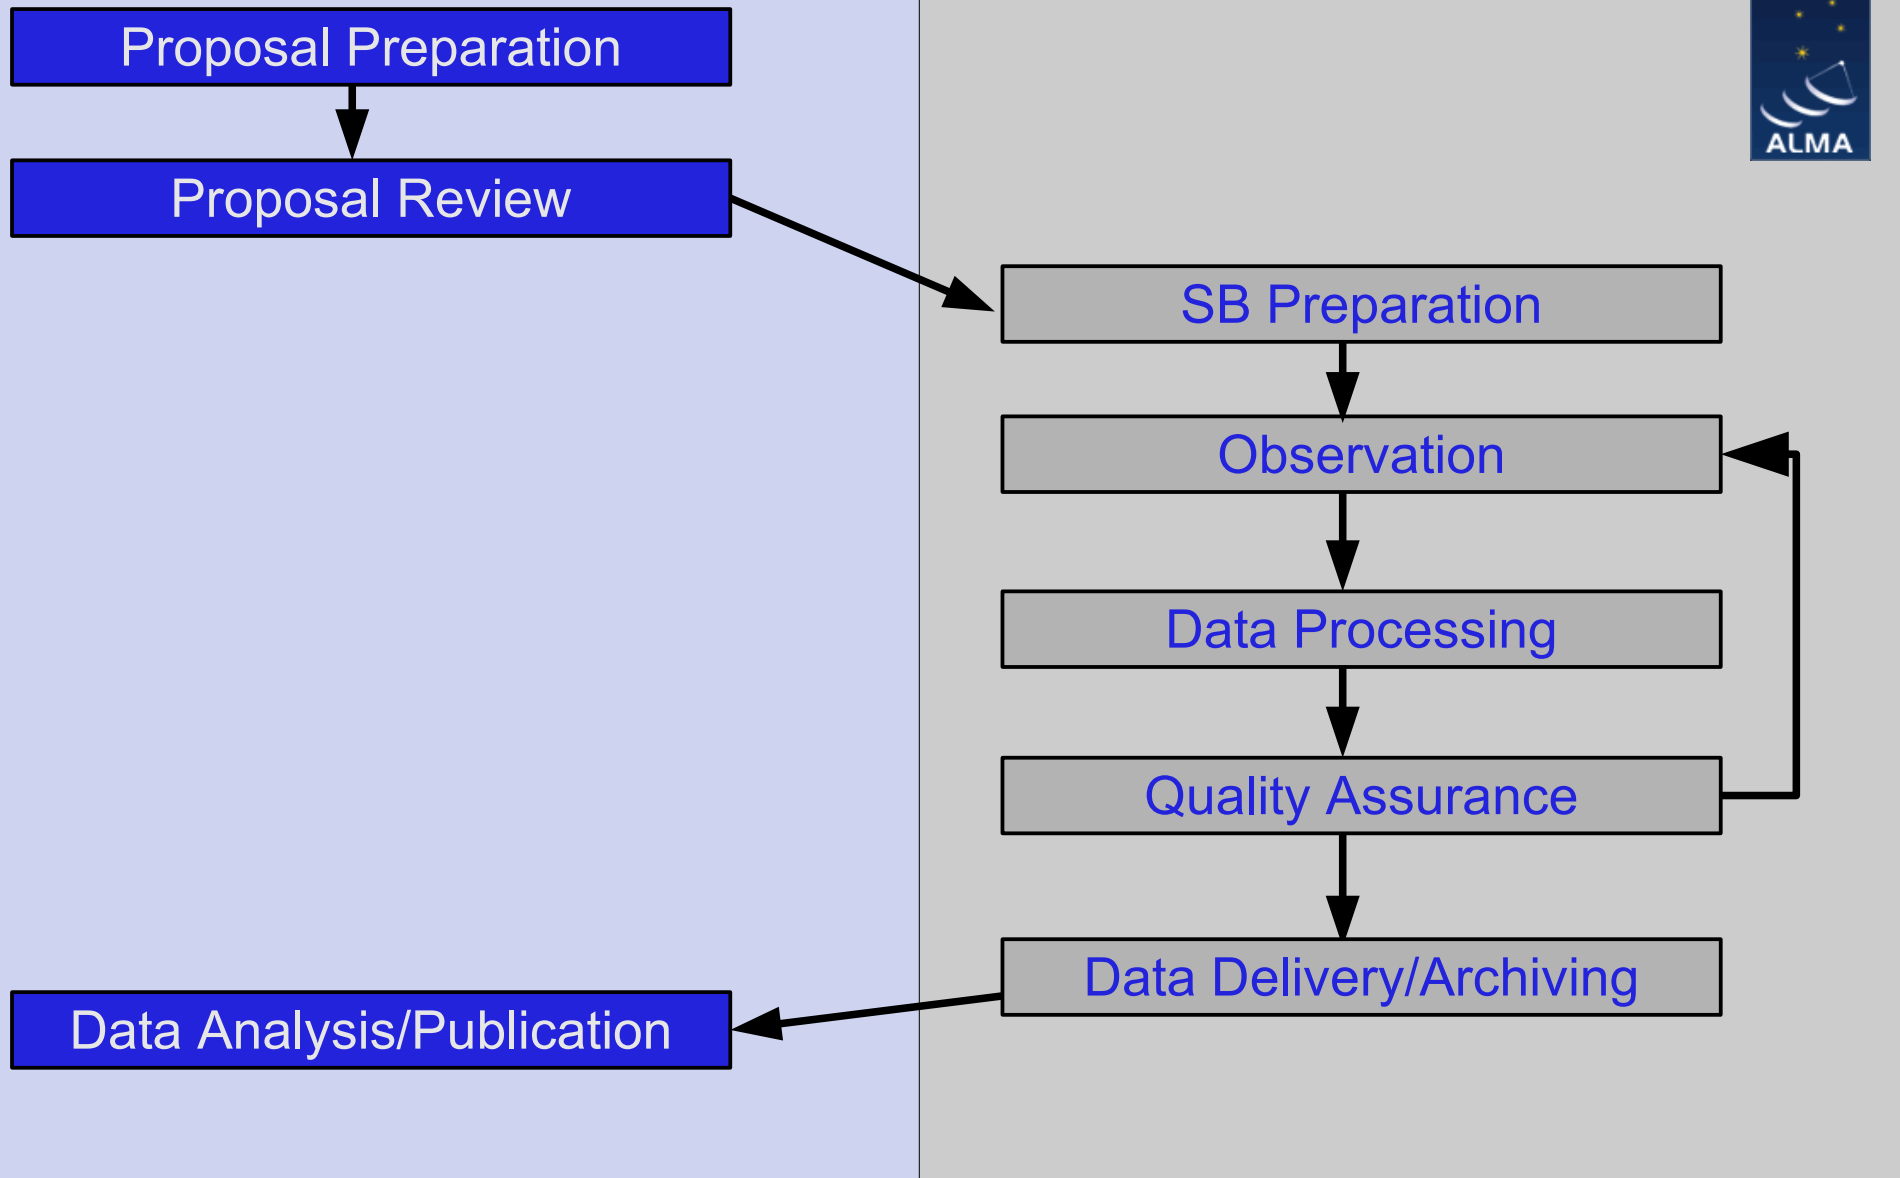 Proposal Preparation
ALMA
Proposal Review
SB Preparation
Observation
Data Processing
Quality Assurance
Data Delivery/Archiving
Data Analysis/Publication